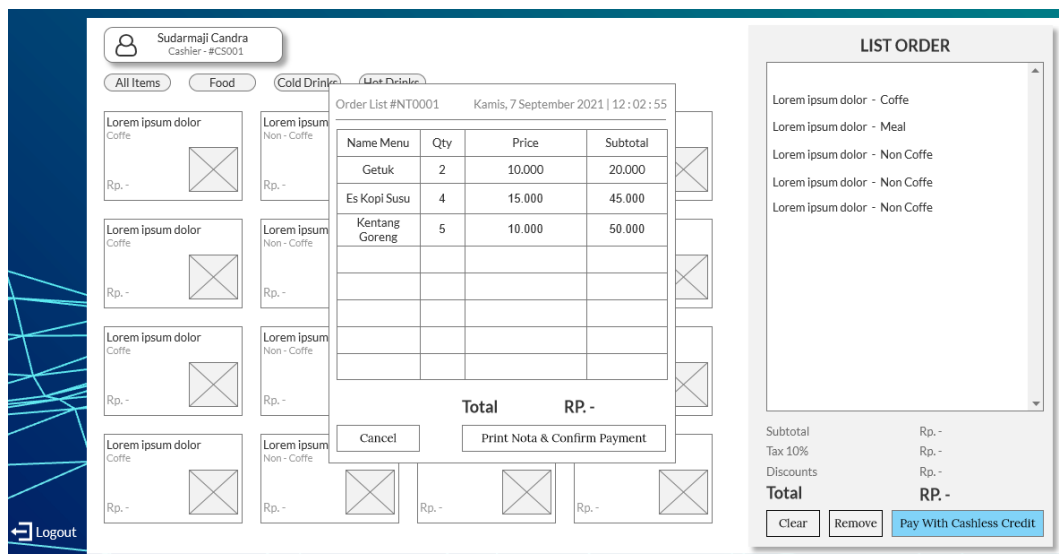 Sudarmaji Candra
Cashier - #CS001
All Items
Food
Cold Drinks
Hot Drinks
Lorem ipsum dolor
Coffe
Rp. -
Lorem ipsum
Non - Coffe
Rp. -
Lorem ipsum dolor
Coffe
Rp. -
Lorem ipsum
Non - Coffe
Rp. -
Lorem ipsum dolor
Coffe
Rp. -
Lorem ipsum
Non - Coffe
Rp. -
Lorem ipsum dolor
Coffe
Rp. -
Lorem ipsum
Non - Coffe
Rp. -
Rp. -
Rp. -
Logout
Order List #NT0001 Kamis, 7 September 2021 | 12 : 02 : 55
Name Menu Qty Price Subtotal
Getuk 2 10.000 20.000
Es Kopi Susu 4 15.000 45.000
Kentang
Goreng 5 10.000 50.000
Total RP. -
Cancel
Print Nota & Confirm Payment
LIST ORDER
Lorem ipsum dolor - Coffe
Lorem ipsum dolor - Meal
Lorem ipsum dolor - Non Coffe
Lorem ipsum dolor - Non Coffe
Lorem ipsum dolor - Non Coffe
Subtotal Rp. -
Tax 10% Rp. -
Discounts Rp. -
Total RP. -
Clear
Remove
Pay With Cashless Credit